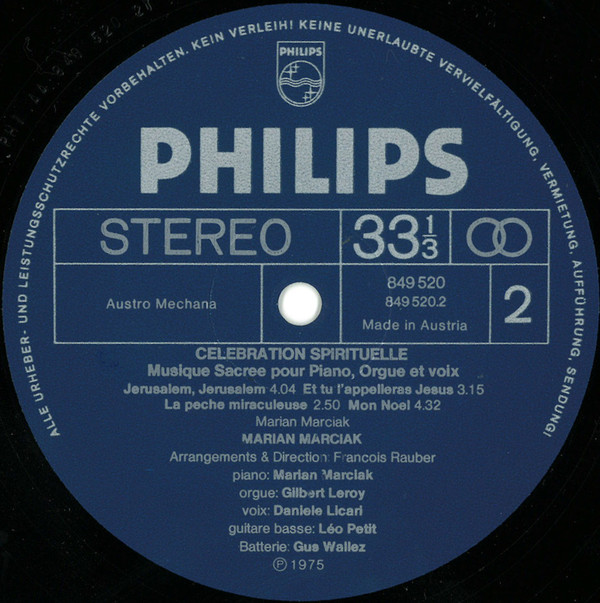 ALLE URHEBER- UND LEISTUNGSSCHUTZRECHTE VORBEHALTEN. KEIN VERLEIH! KEINE UNERLAUBTE VERVIELFÄLTIGUNG, VERMIETUNG, AUFFÜHRUNG, SENDUNG!
PHILIPS
PHILIPS
STEREO
33 1/3
849 520
849 520.2
Austro Mechana
Made in Austria
2
CELEBRATION SPIRITUELLE
Musique Sacree pour Piano, Orgue et voix
Jerusalem, Jerusalem 4.04 Et tu l'appelleras Jesus 3.15
La peche miraculeuse 2.50 Mon Noel 4.32
Marian Marciak
MARIAN MARCIAK
Arrangements & Direction: Francois Rauber
piano: Marian Marciak
orgue: Gilbert Leroy
voix: Daniele Licari
guitare basse: Léo Petit
Batterie: Gus Wallez
℗ 1975